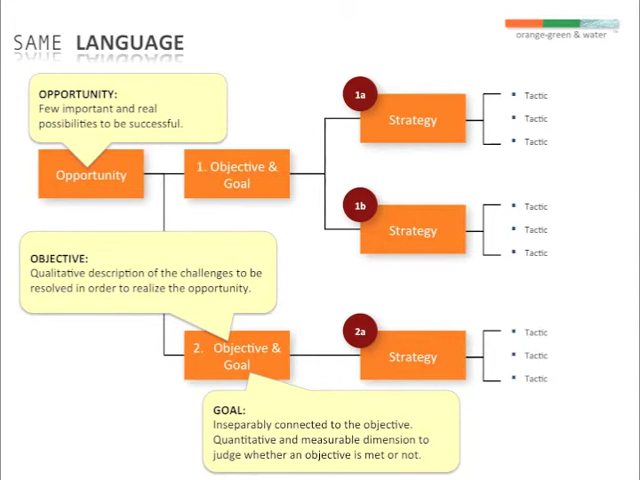 SAME LANGUAGE
orange-green & water
OPPORTUNITY:
Few important and real
possibilities to be successful.
Opportunity
1. Objective &
Goal
1a
Strategy
Tactic
Tactic
Tactic
1b
Strategy
Tactic
Tactic
Tactic
OBJECTIVE:
Qualitative description of the challenges to be
resolved in order to realize the opportunity.
2. Objective &
Goal
2a
Strategy
Tactic
Tactic
Tactic
GOAL:
Inseparably connected to the objective.
Quantitative and measurable dimension to
judge whether an objective is met or not.